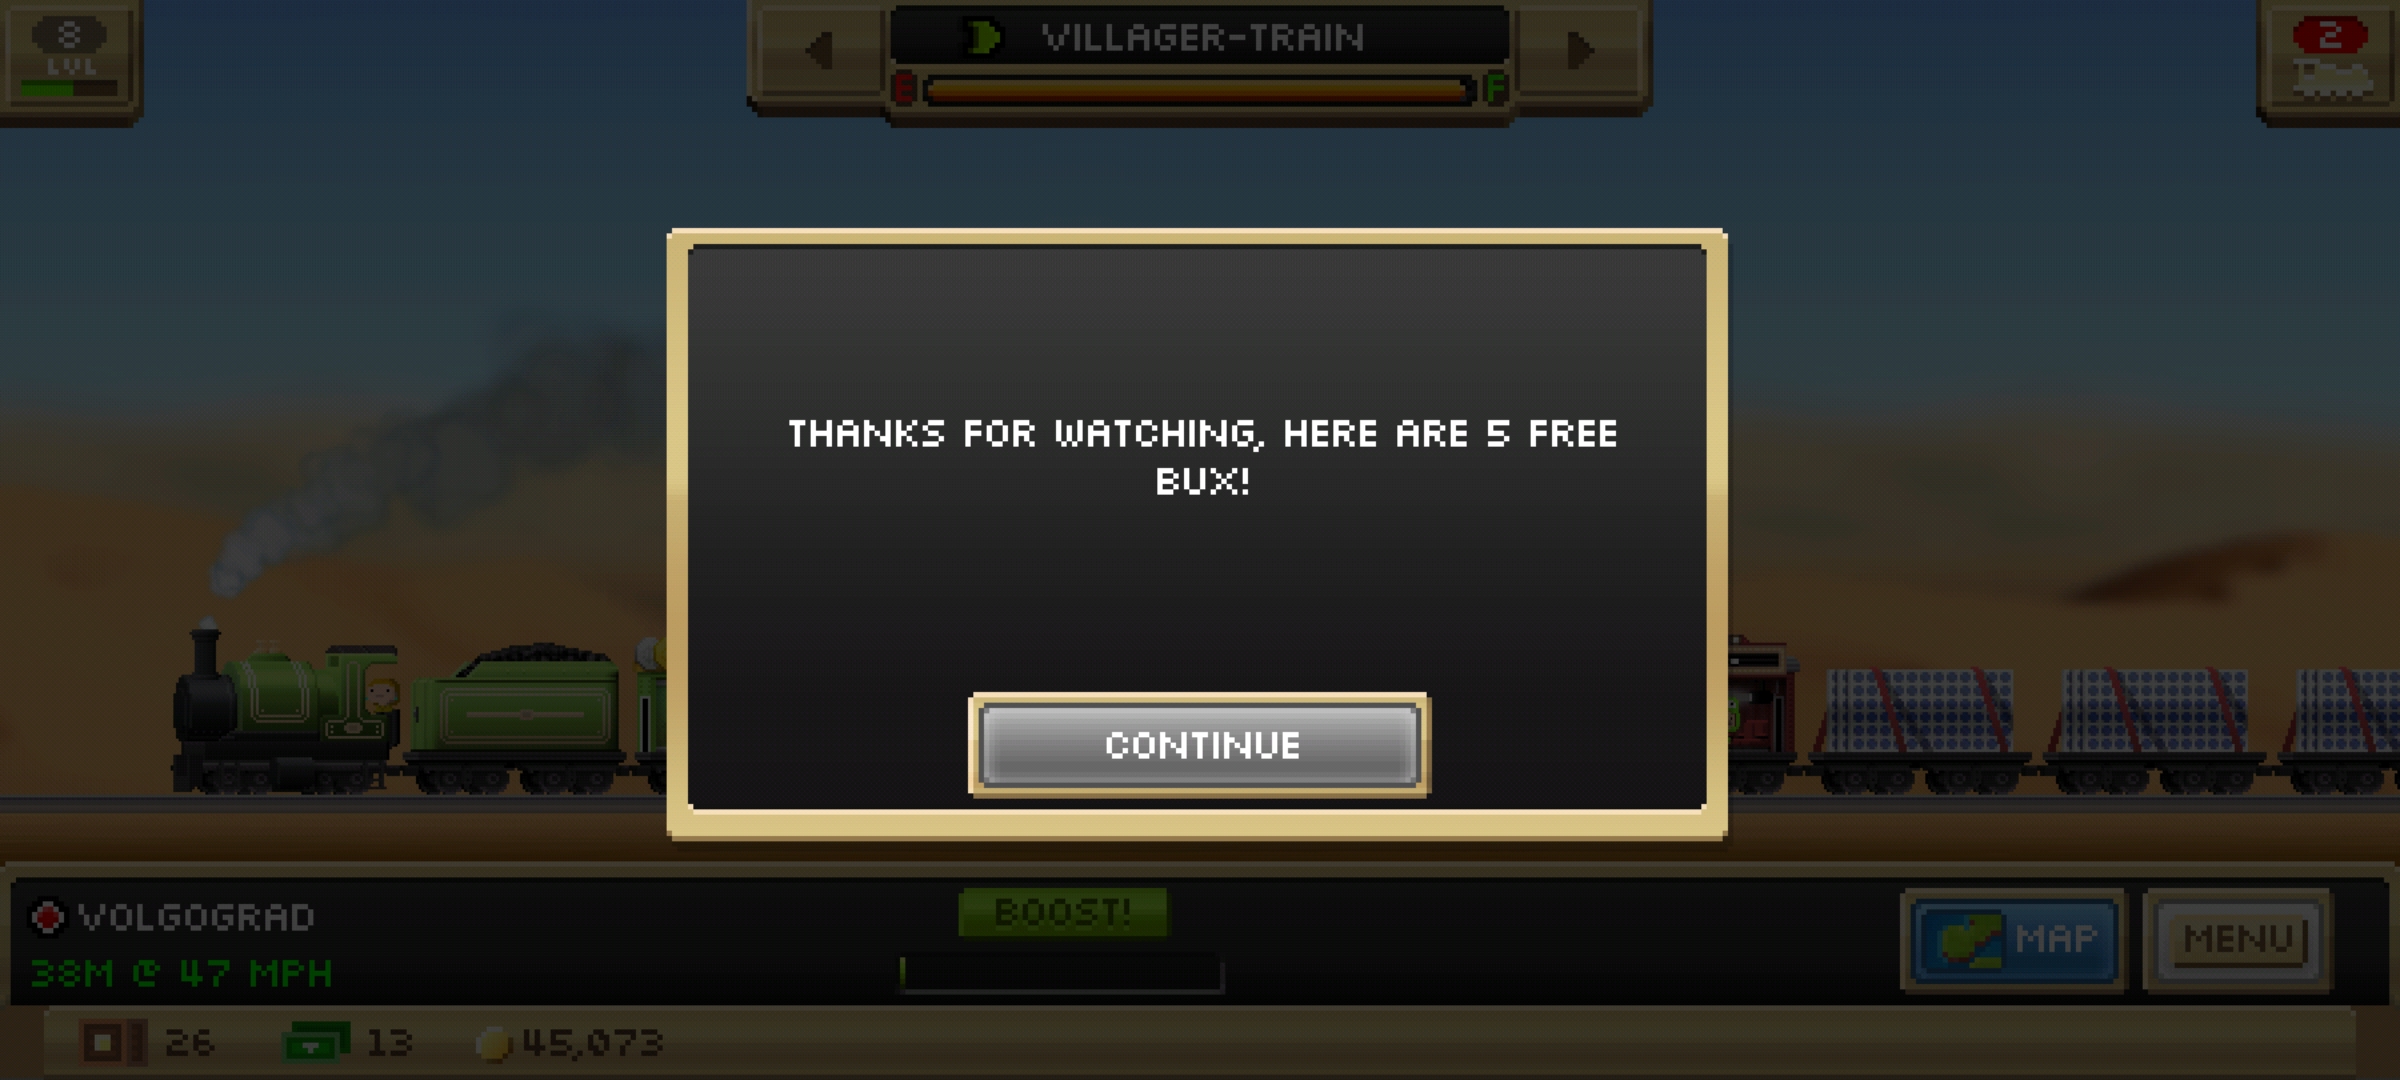 8
LVL
VILLAGER-TRAIN
E
F
2
THANKS FOR WATCHING, HERE ARE 5 FREE
BUX!
CONTINUE
VOLGOGRAD
38M @ 47 MPH
BOOST!
MAP
MENU
26
13
45,073